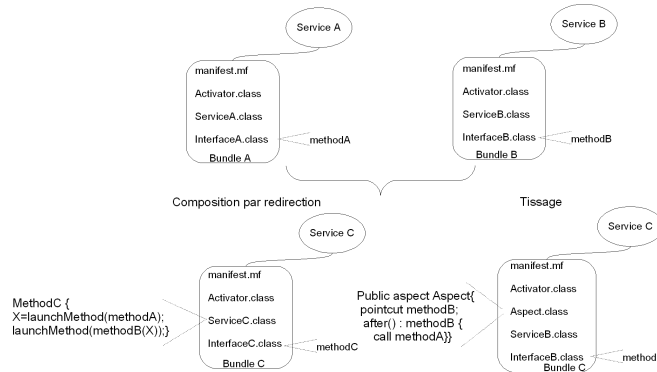 Service A
manifest.mf
Activator.class
ServiceA.class
InterfaceA.class
methodA
Bundle A
Service B
manifest.mf
Activator.class
ServiceB.class
InterfaceB.class
methodB
Bundle B
Composition par redirection
Tissage
Service C
manifest.mf
Activator.class
ServiceC.class
InterfaceC.class
methodC
Bundle C
MethodC {
X=launchMethod(methodA);
launchMethod(methodB(X));}
Service C
manifest.mf
Activator.class
Aspect.class
ServiceB.class
InterfaceB.class
method
Bundle C
Public aspect Aspect{
pointcut methodB;
after() : methodB {
call methodA}}